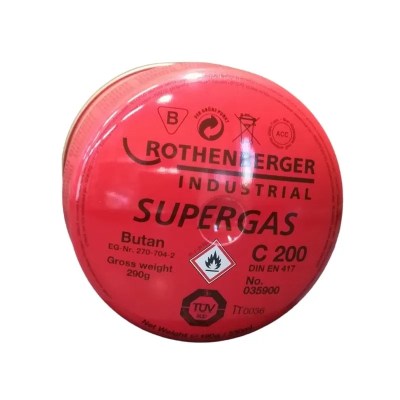 B
ACC
ROTHENBERGER
INDUSTRIAL
SUPERGAS
Butan
EG-Nr. 270-704-2
Gross weight
290g
C 200
DIN EN 417
No.
035900
TÜV